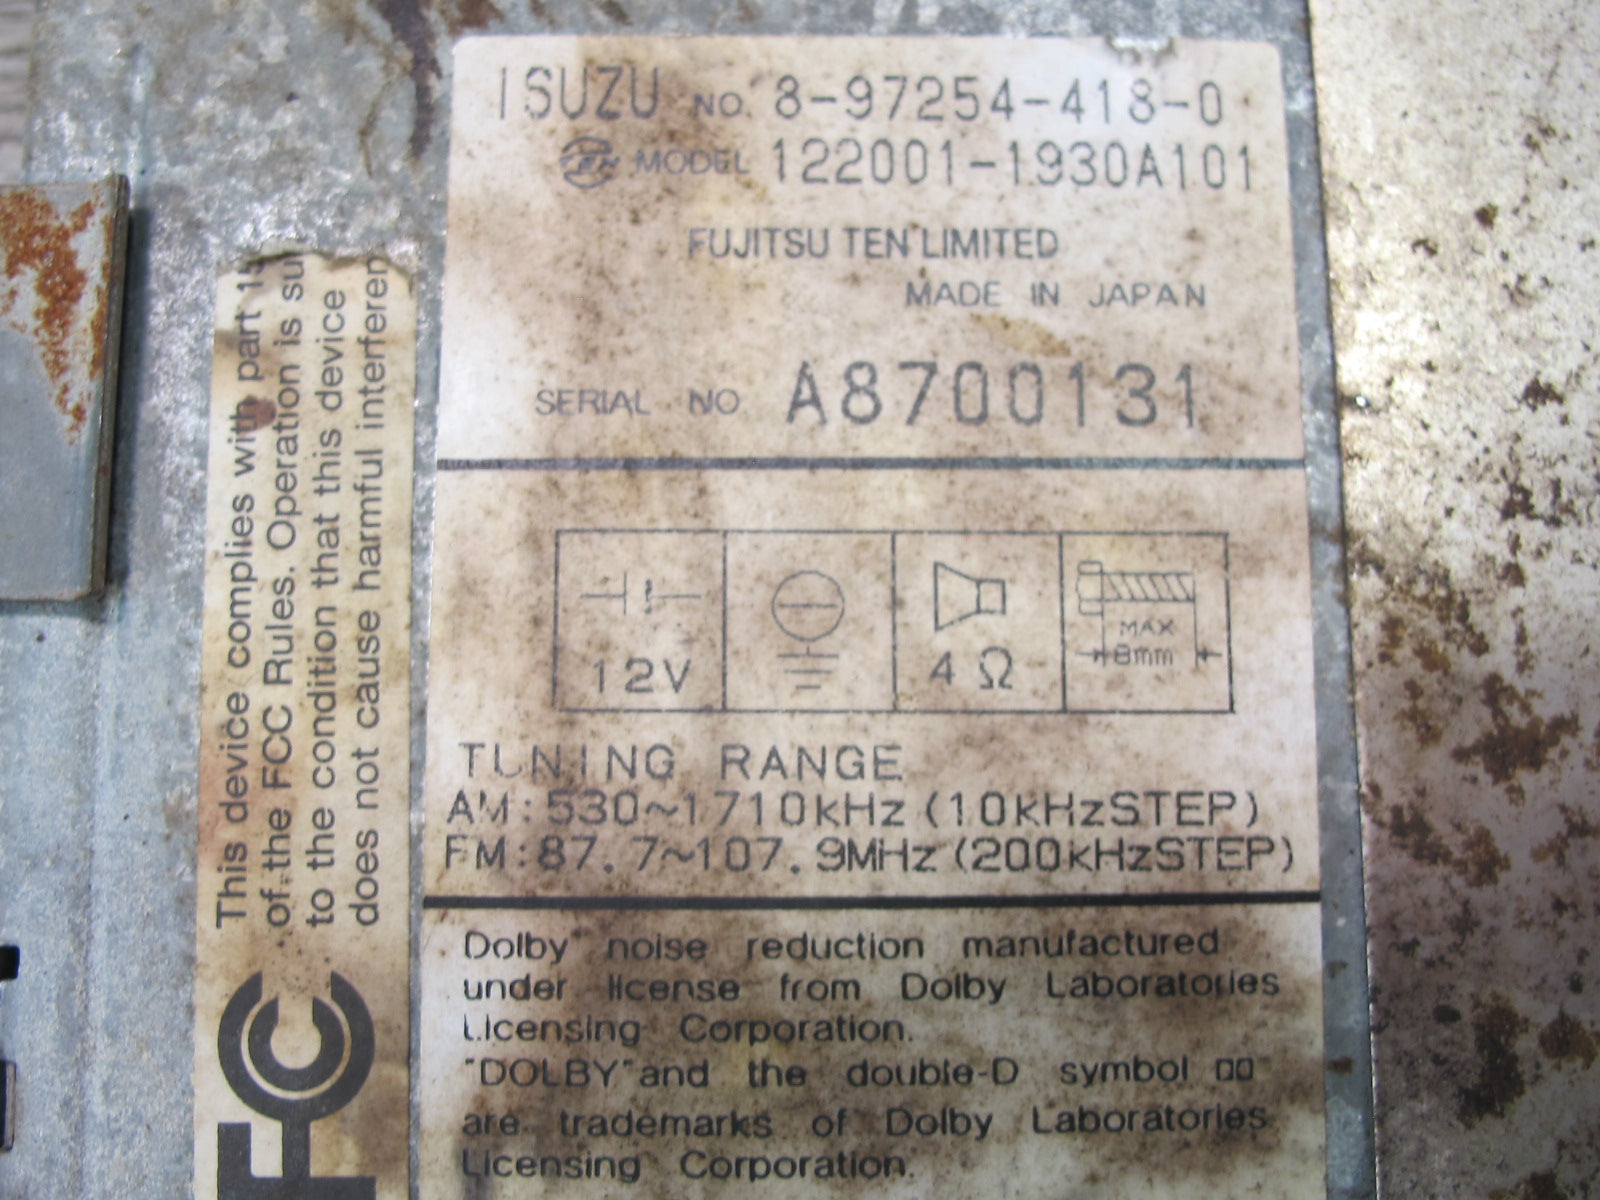 ISUZU NO. 8-97254-418-0
TEN MODEL 122001-1930A101
FUJITSU TEN LIMITED
MADE IN JAPAN
SERIAL NO A8700131
12V
4Ω
MAX
8mm
TUNING RANGE
AM:530~1710KHZ(10KHZSTEP)
FM:87.7~107.9MHZ(200KHZSTEP)
Dolby noise reduction manufactured
under license from Dolby Laboratories
Licensing Corporation.
"DOLBY"and the double-D symbol
are trademarks of Dolby Laboratories
Licensing Corporation.
This device complies with part
of the FCC Rules. Operation is
to the condition that this device
does not cause harmful
FC